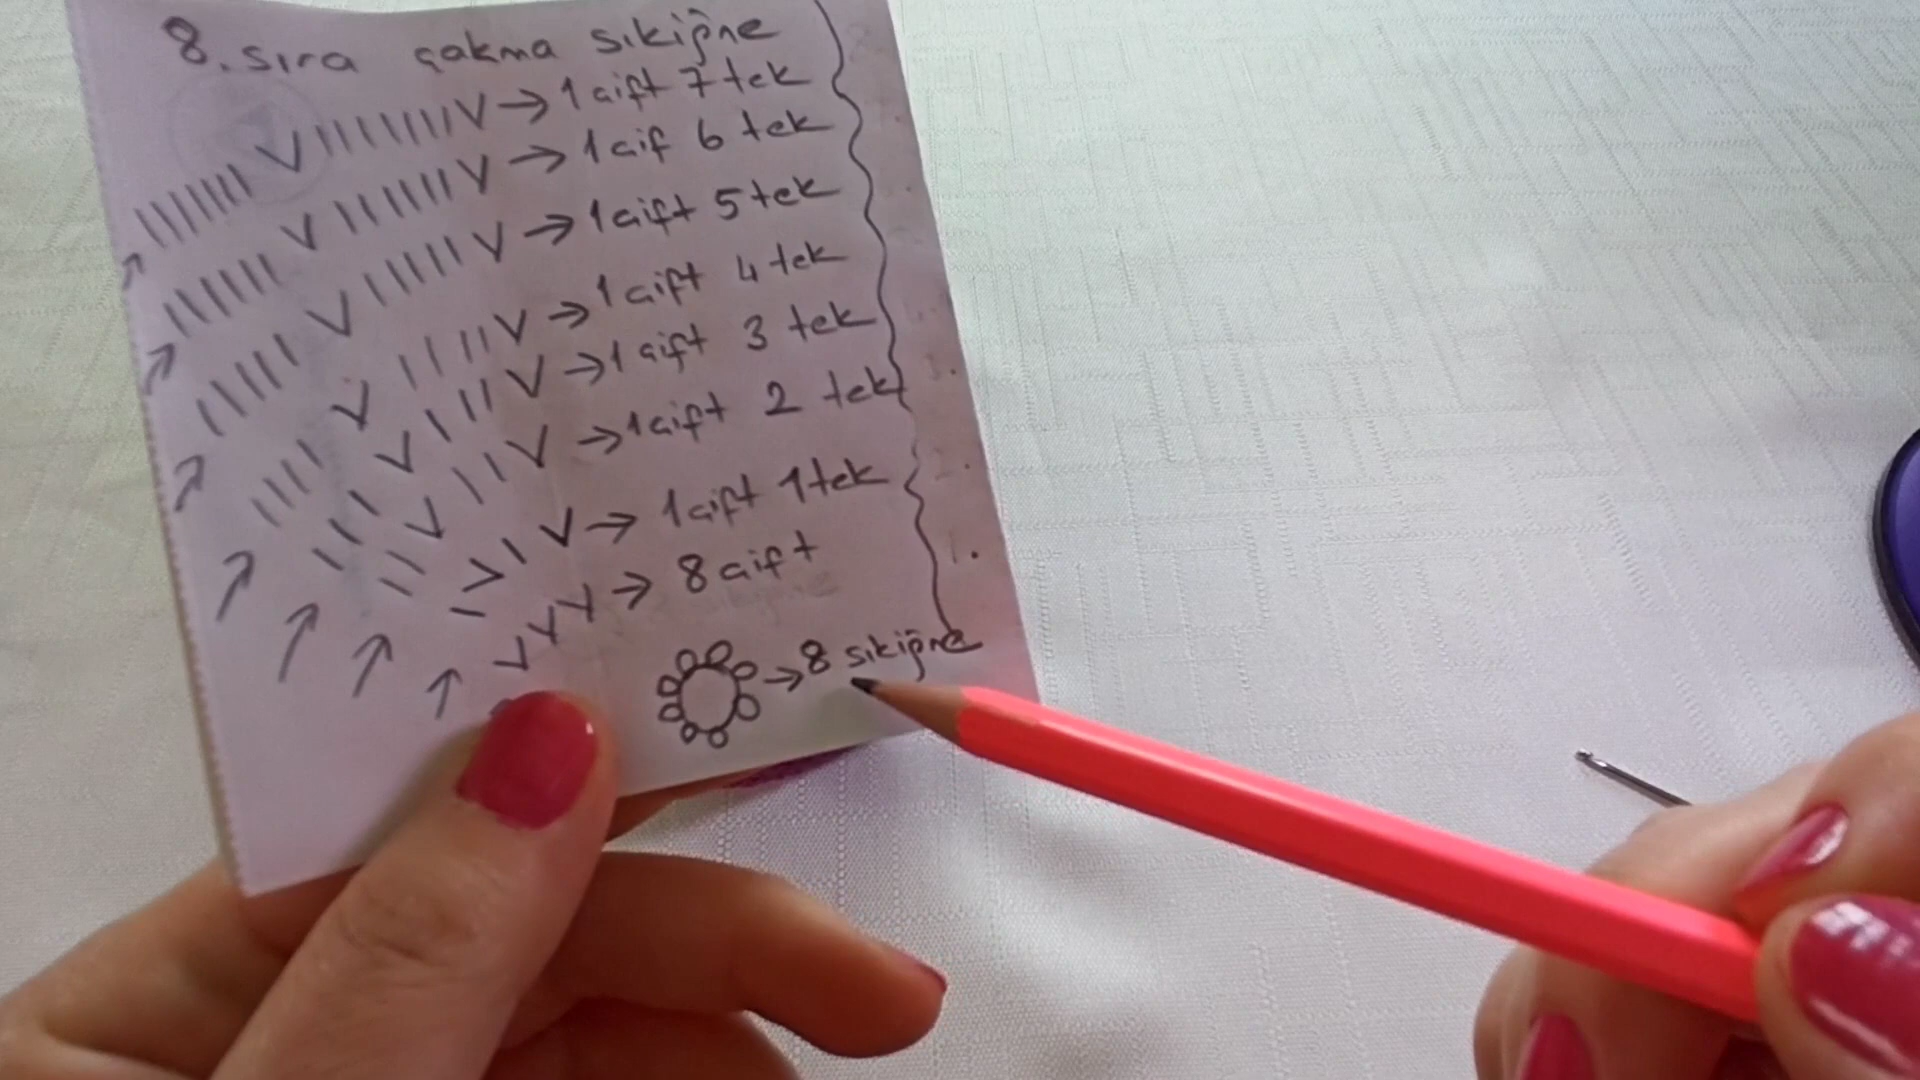 8. sıra çakma sıkiğne
1 çift 7 tek
1 çif 6 tek
1 çift 5 tek
1 çift 4 tek
1 çift 3 tek
1 çift 2 tek
1 çift 1 tek
8 çift
8 sıkiğne